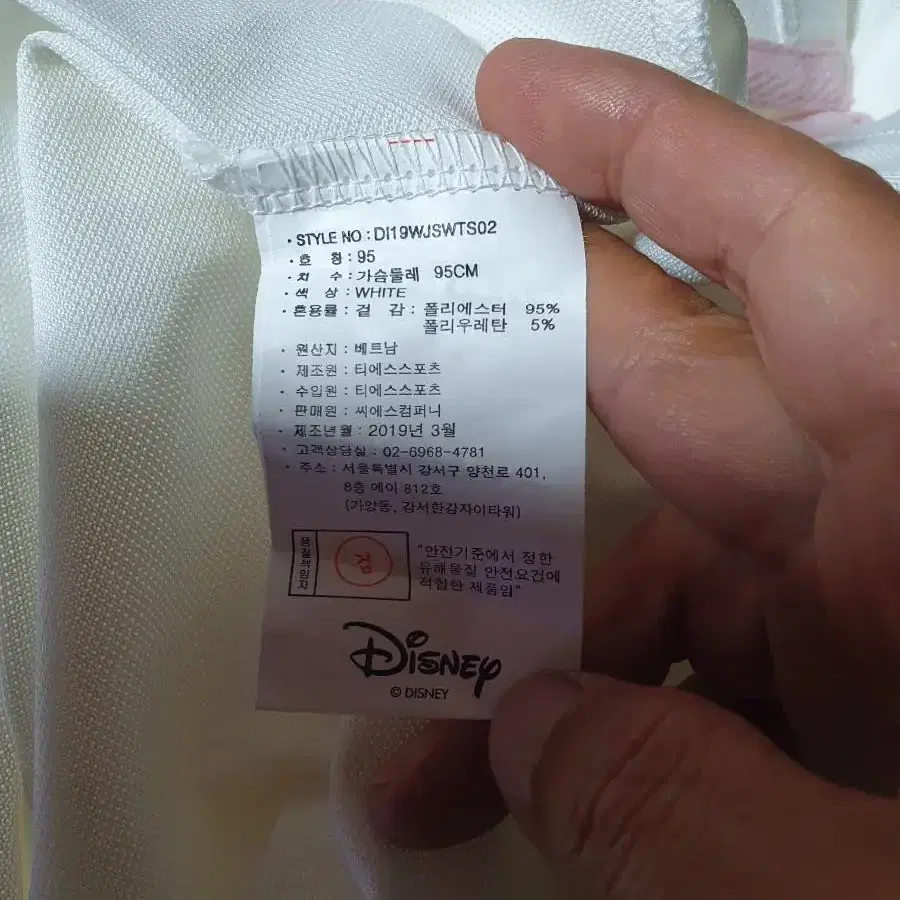 · STYLE NO : DI19WJSWTS02
· 호 칭 : 95
· 치 수 : 가슴둘레 95CM
· 색 상 : WHITE
· 혼용률 : 겉 감 : 폴리에스터 95%
폴리우레탄 5%
· 원산지 : 베트남
· 제조원 : 티에스스포츠
· 수입원 : 티에스스포츠
· 판매원 : 씨에스컴퍼니
· 제조년월 : 2019년 3월
· 고객상담실 : 02-6968-4781
· 주소 : 서울특별시 강서구 양천로 401,
8층 에이 812호
(가양동, 강서한강자이타워)
품질책임자
검
"안전기준에서 정한
유해물질 안전요건에
적합한 제품임"
DISNEY
© DISNEY